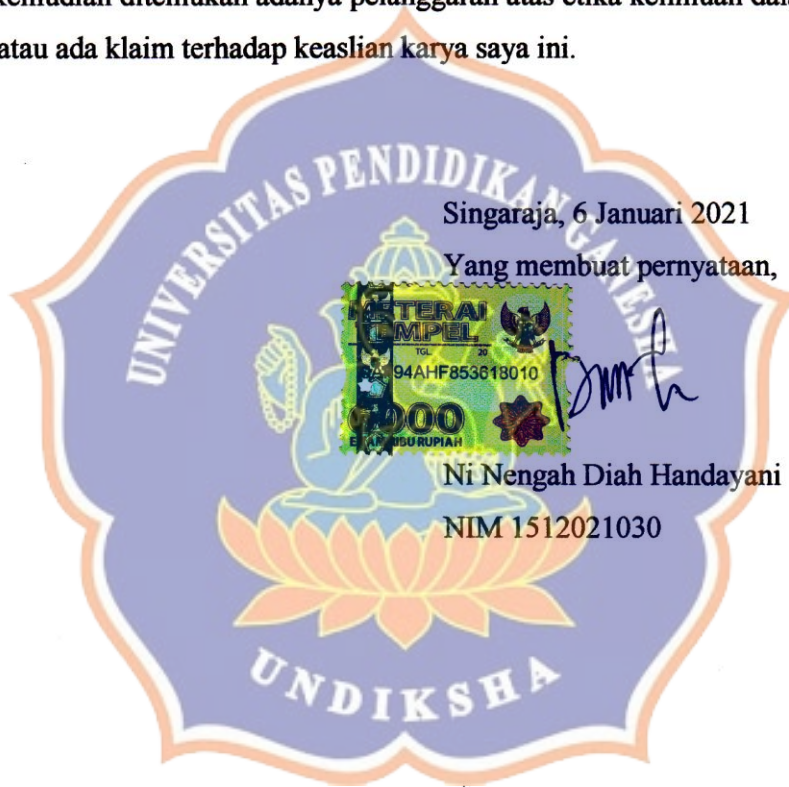 kemudian ditemukan adanya pelanggaran atas etika keilmuan
atau ada klaim terhadap keaslian karya saya ini.
UNIVERSITAS PENDIDIKAN GANESHA
Singaraja, 6 Januari 2021
Yang membuat pernyataan,
METERAI
TEMPEL
TGL 20
94AHF853618010
000
RIBU RUPIAH
Ni Nengah Diah Handayani
NIM 1512021030
UNDIKSHA